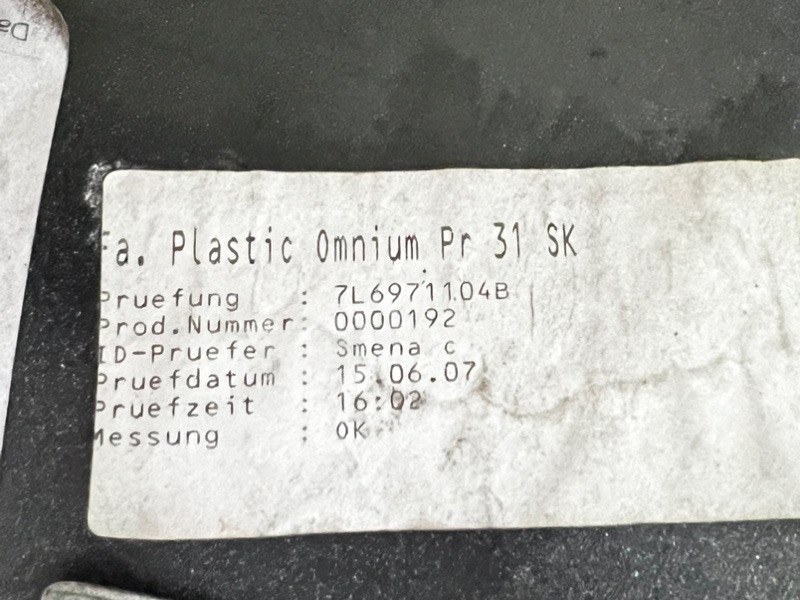 Fa. Plastic Omnium Pr 31 SK
Pruefung : 7L6971104B
Prod.Nummer: 0000192
ID-Pruefer : Smena c
Pruefdatum : 15.06.07
Pruefzeit : 16:02
Messung : OK